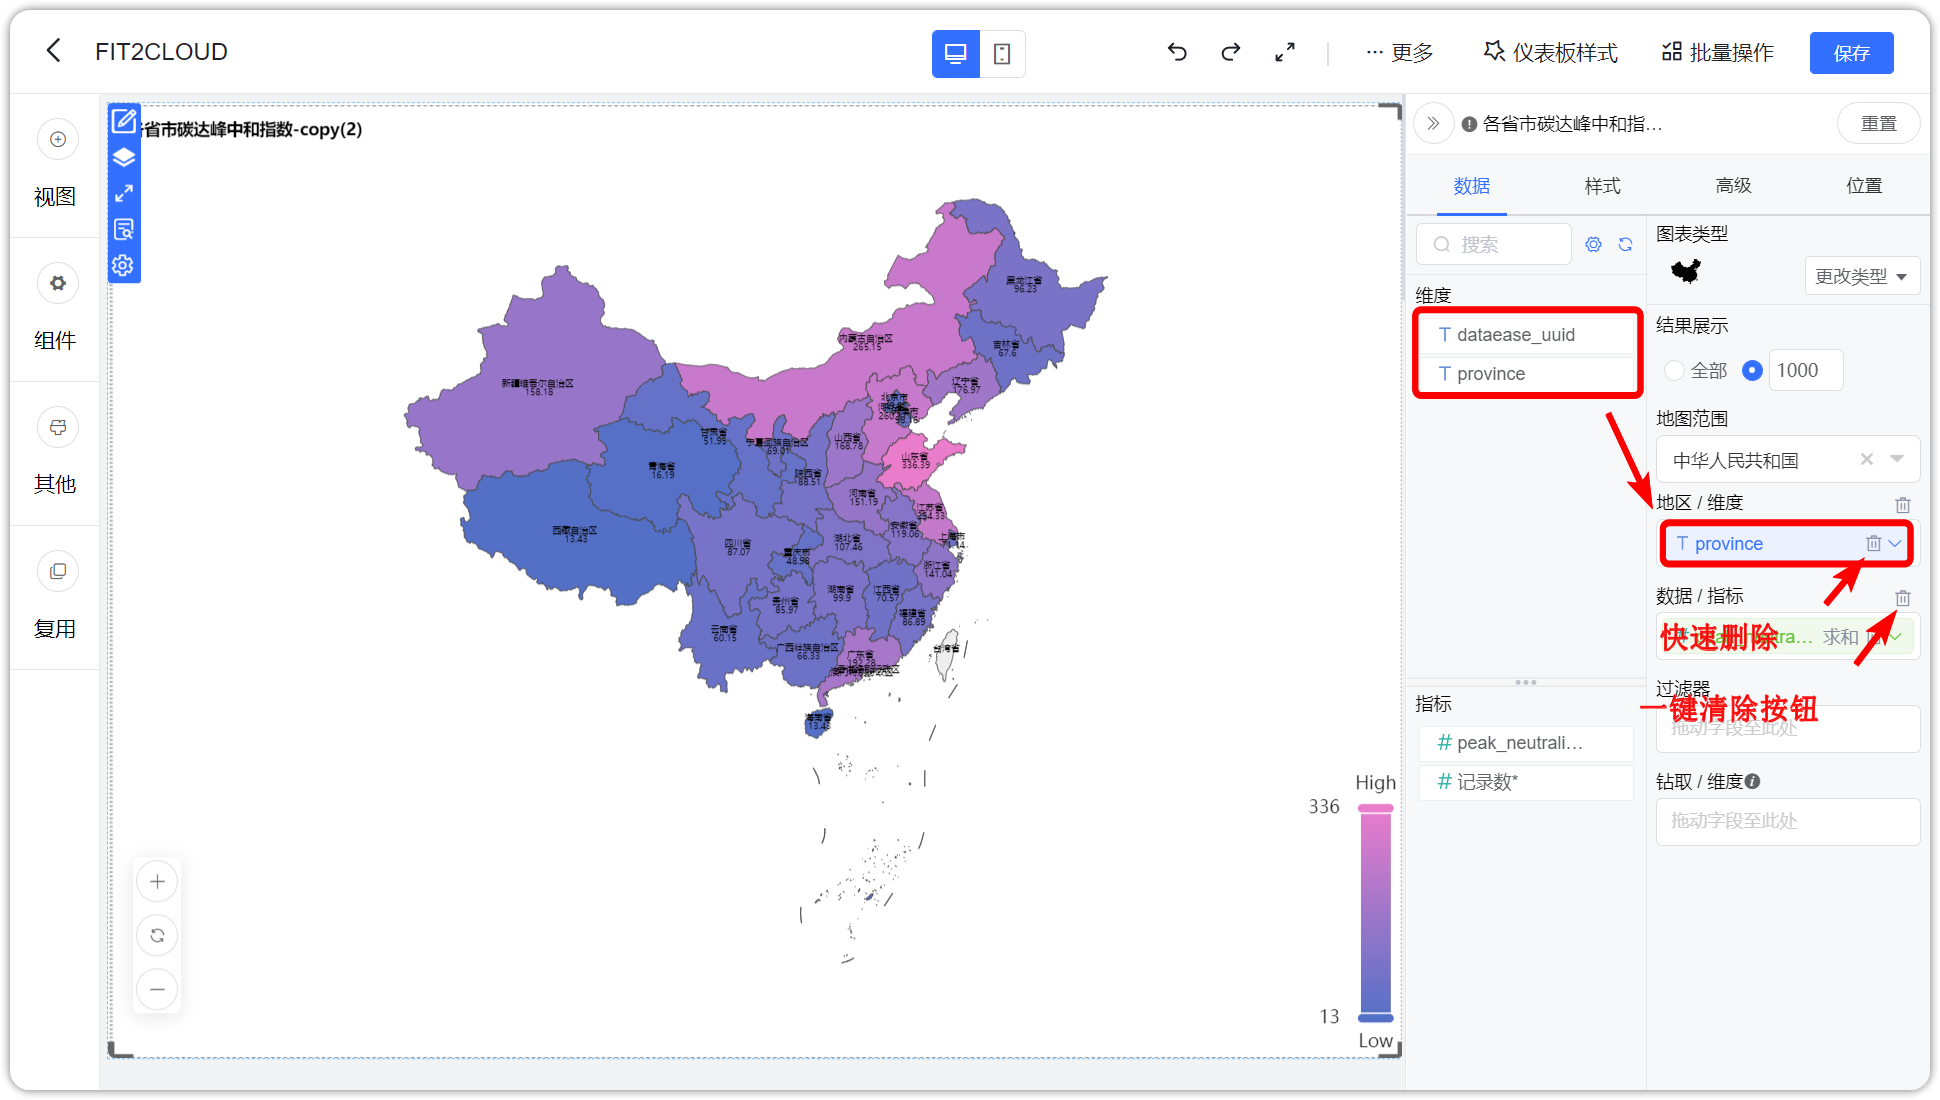 FIT2CLOUD
更多
仪表板样式
批量操作
保存
视图
组件
其他
复用
省市碳达峰中和指数-copy(2)
黑龙江省
96.23
内蒙古自治区
265.15
吉林省
67.6
新疆维吾尔自治区
158.18
辽宁省
176.97
北京市
甘肃省
51.95
宁夏回族自治区
69.01
山西省
168.78
山东省
336.39
青海省
16.19
陕西省
88.51
河南省
151.19
江苏省
254.33
西藏自治区
13.43
四川省
87.07
重庆市
48.98
湖北省
107.46
安徽省
119.06
上海市
浙江省
141.04
贵州省
85.97
湖南省
99.9
江西省
70.57
福建省
86.89
云南省
60.15
广西壮族自治区
66.33
广东省
192.28
台湾省
海南省
13.45
High
336
13
Low
各省市碳达峰中和指...
重置
数据
样式
高级
位置
搜索
维度
T dataease_uuid
T province
指标
# peak_neutrali...
# 记录数*
图表类型
更改类型
结果展示
全部
1000
地图范围
中华人民共和国
地区 / 维度
T province
数据 / 指标
求和
快速删除
过滤器
一键清除按钮
拖动字段至此处
钻取 / 维度
拖动字段至此处